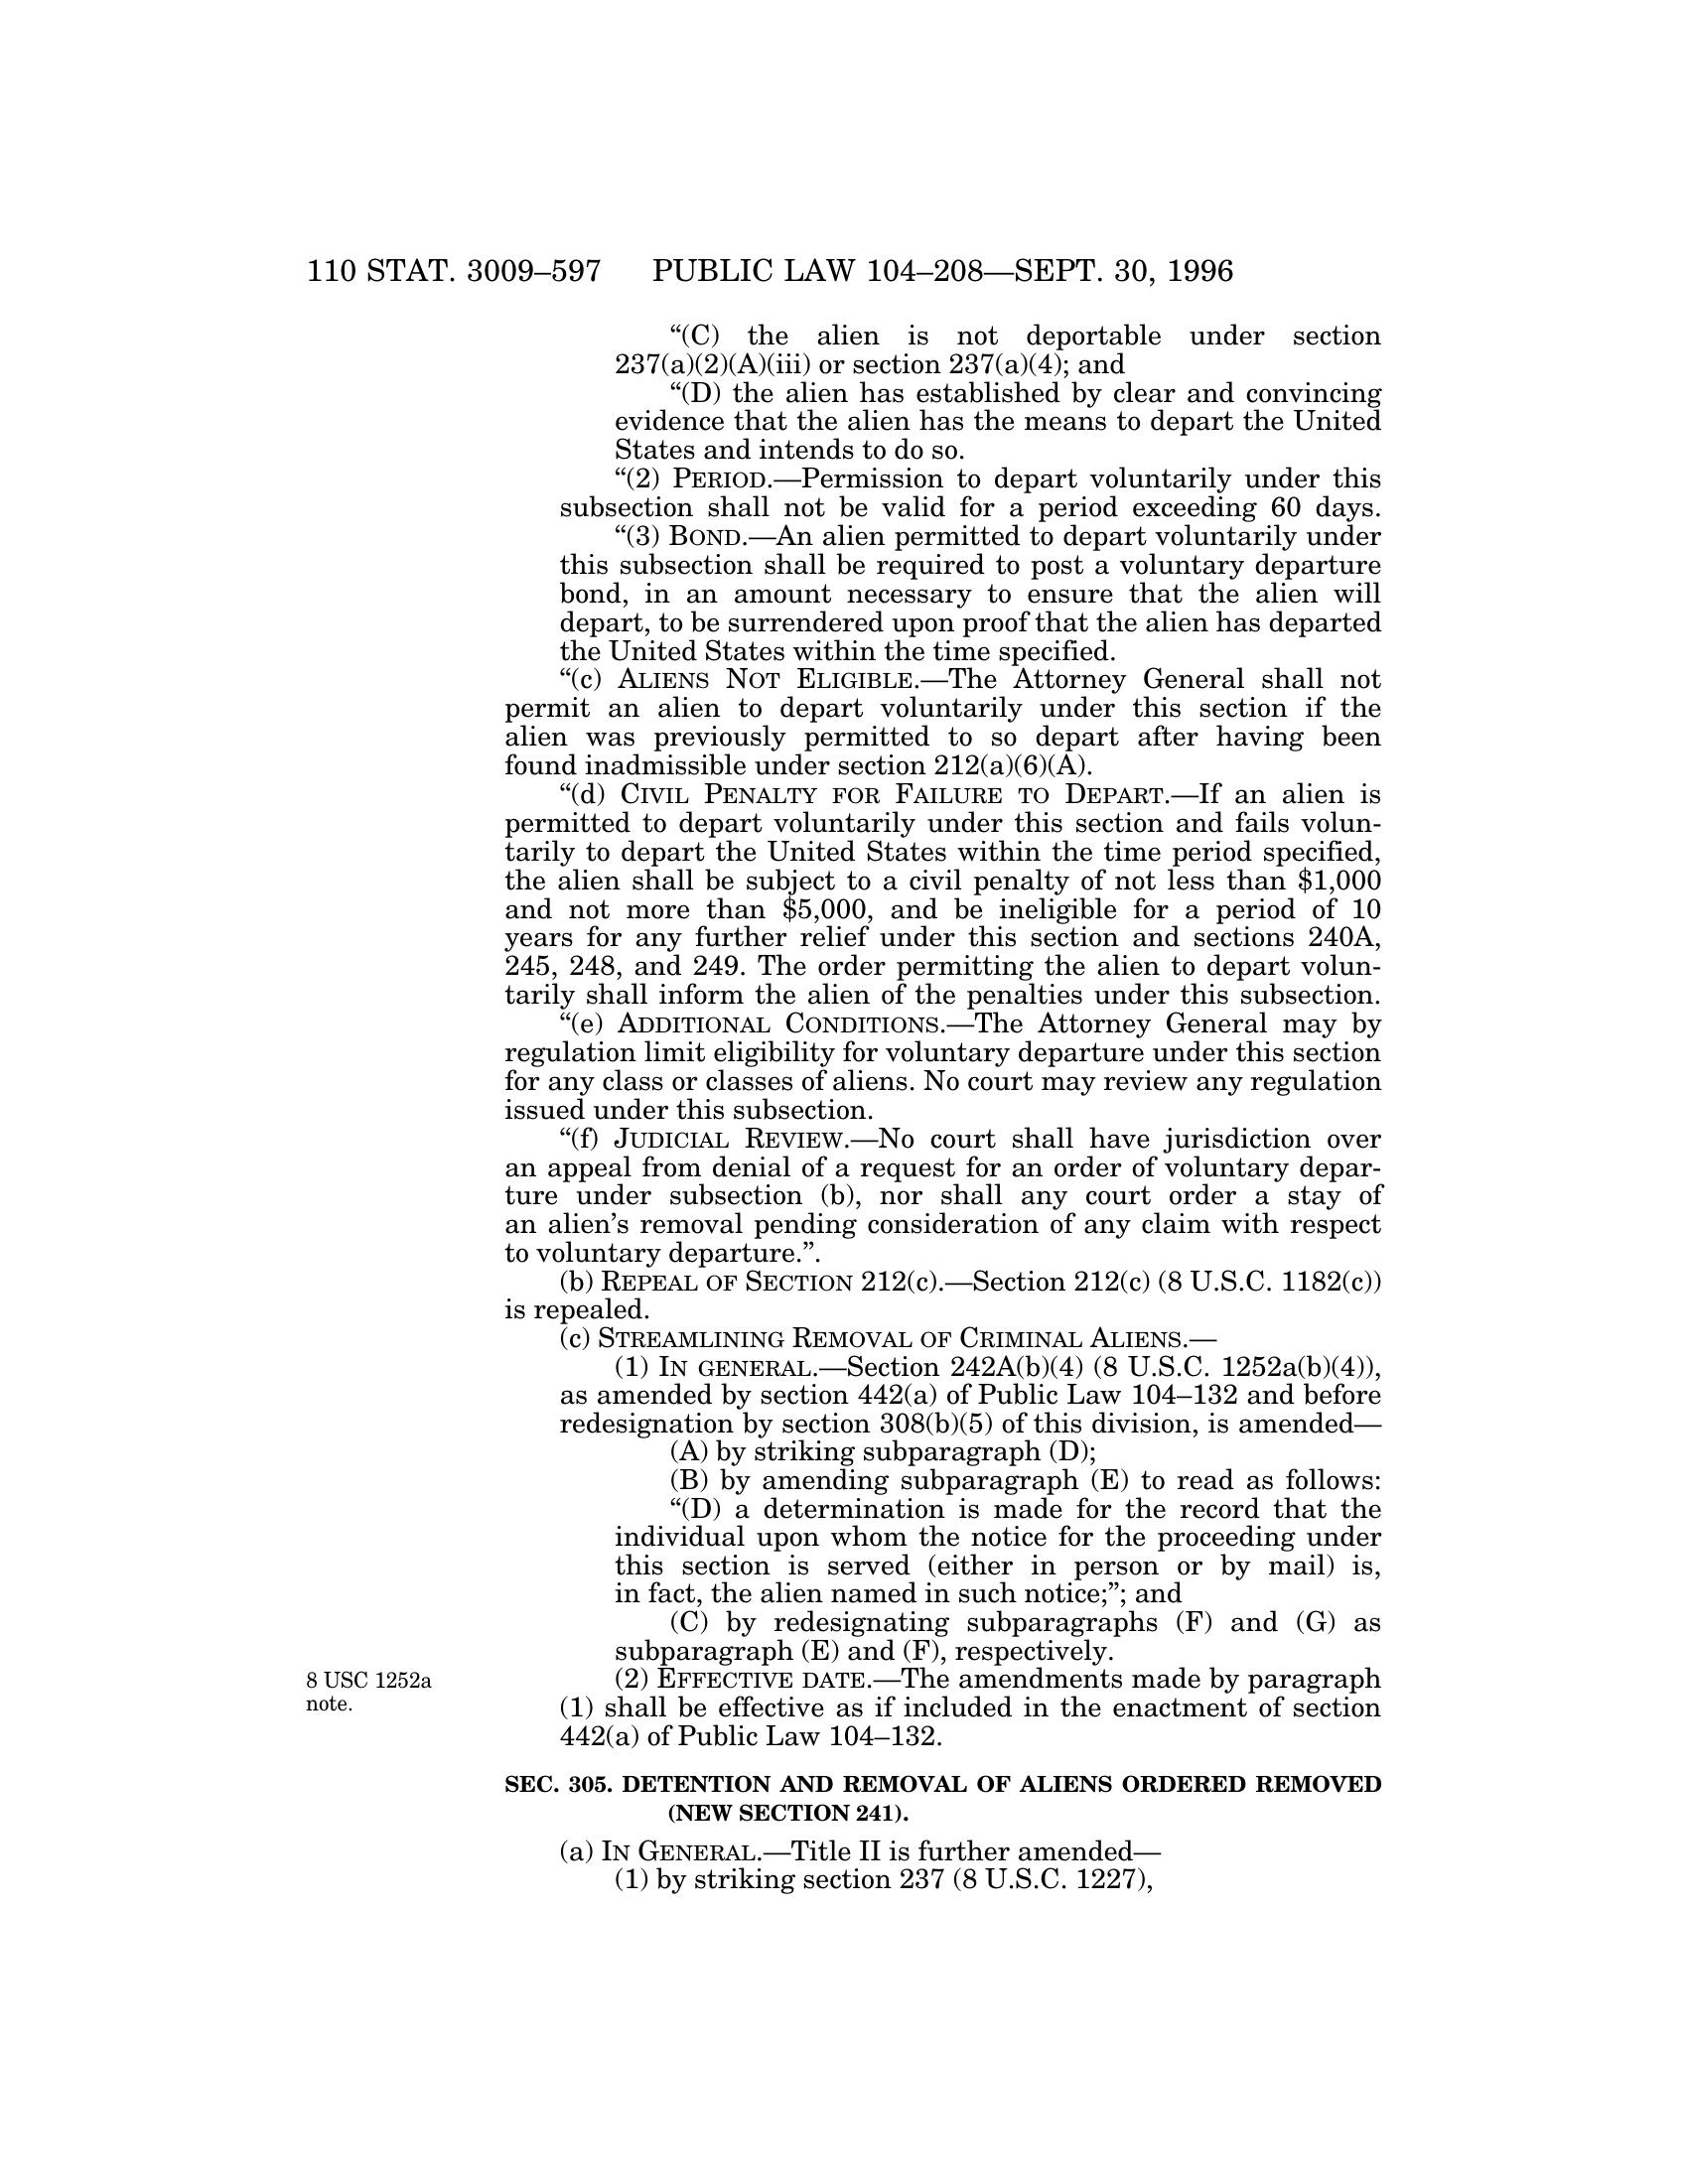 110 STAT. 3009–597 PUBLIC LAW 104–208—SEPT. 30, 1996
“(C) the alien is not deportable under section
237(a)(2)(A)(iii) or section 237(a)(4); and
“(D) the alien has established by clear and convincing
evidence that the alien has the means to depart the United
States and intends to do so.
“(2) PERIOD.—Permission to depart voluntarily under this
subsection shall not be valid for a period exceeding 60 days.
“(3) BOND.—An alien permitted to depart voluntarily under
this subsection shall be required to post a voluntary departure
bond, in an amount necessary to ensure that the alien will
depart, to be surrendered upon proof that the alien has departed
the United States within the time specified.
“(c) ALIENS NOT ELIGIBLE.—The Attorney General shall not
permit an alien to depart voluntarily under this section if the
alien was previously permitted to so depart after having been
found inadmissible under section 212(a)(6)(A).
“(d) CIVIL PENALTY FOR FAILURE TO DEPART.—If an alien is
permitted to depart voluntarily under this section and fails volun-
tarily to depart the United States within the time period specified,
the alien shall be subject to a civil penalty of not less than $1,000
and not more than $5,000, and be ineligible for a period of 10
years for any further relief under this section and sections 240A,
245, 248, and 249. The order permitting the alien to depart volun-
tarily shall inform the alien of the penalties under this subsection.
“(e) ADDITIONAL CONDITIONS.—The Attorney General may by
regulation limit eligibility for voluntary departure under this section
for any class or classes of aliens. No court may review any regulation
issued under this subsection.
“(f) JUDICIAL REVIEW.—No court shall have jurisdiction over
an appeal from denial of a request for an order of voluntary depar-
ture under subsection (b), nor shall any court order a stay of
an alien’s removal pending consideration of any claim with respect
to voluntary departure.”.
(b) REPEAL OF SECTION 212(c).—Section 212(c) (8 U.S.C. 1182(c))
is repealed.
(c) STREAMLINING REMOVAL OF CRIMINAL ALIENS.—
(1) IN GENERAL.—Section 242A(b)(4) (8 U.S.C. 1252a(b)(4)),
as amended by section 442(a) of Public Law 104–132 and before
redesignation by section 308(b)(5) of this division, is amended—
(A) by striking subparagraph (D);
(B) by amending subparagraph (E) to read as follows:
“(D) a determination is made for the record that the
individual upon whom the notice for the proceeding under
this section is served (either in person or by mail) is,
in fact, the alien named in such notice;”; and
(C) by redesignating subparagraphs (F) and (G) as
subparagraph (E) and (F), respectively.
8 USC 1252a
note.
(2) EFFECTIVE DATE.—The amendments made by paragraph
(1) shall be effective as if included in the enactment of section
442(a) of Public Law 104–132.
SEC. 305. DETENTION AND REMOVAL OF ALIENS ORDERED REMOVED
(NEW SECTION 241).
(a) IN GENERAL.—Title II is further amended—
(1) by striking section 237 (8 U.S.C. 1227),